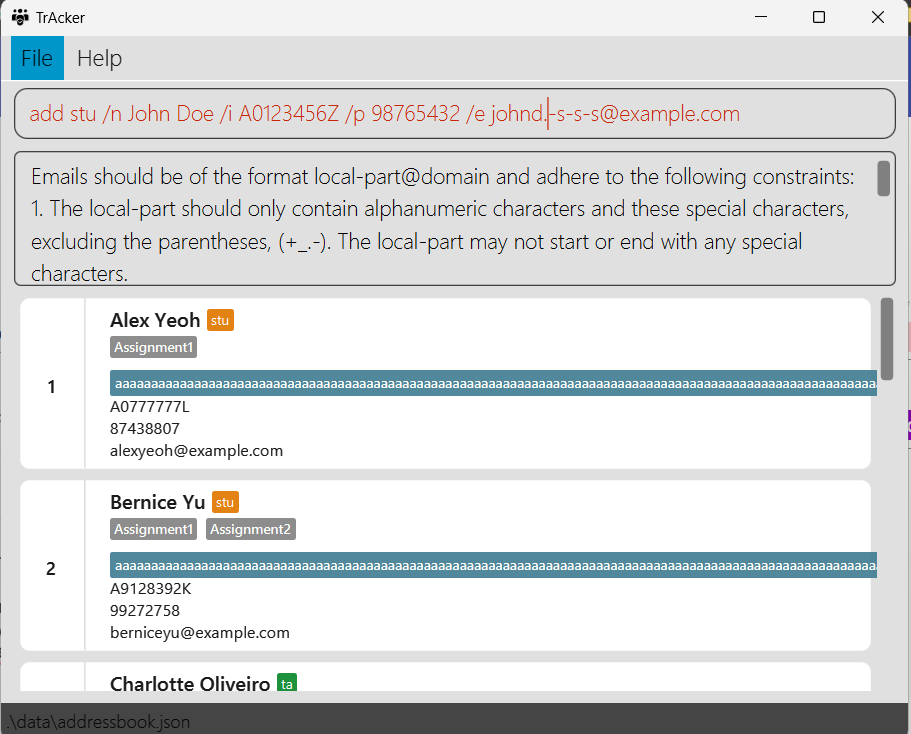 TrAcker
File Help
add stu /n John Doe /i A0123456Z /p 98765432 /e johnd.-s-s-s@example.com
Emails should be of the format local-part@domain and adhere to the following constraints:
1. The local-part should only contain alphanumeric characters and these special characters,
excluding the parentheses, (+_.-). The local-part may not start or end with any special
characters.
Alex Yeoh stu
Assignment1
1
A0777777L
87438807
alexyeoh@example.com
Bernice Yu stu
Assignment1 Assignment2
2
A9128392K
99272758
berniceyu@example.com
Charlotte Oliveiro ta
.\data\addressbook.json